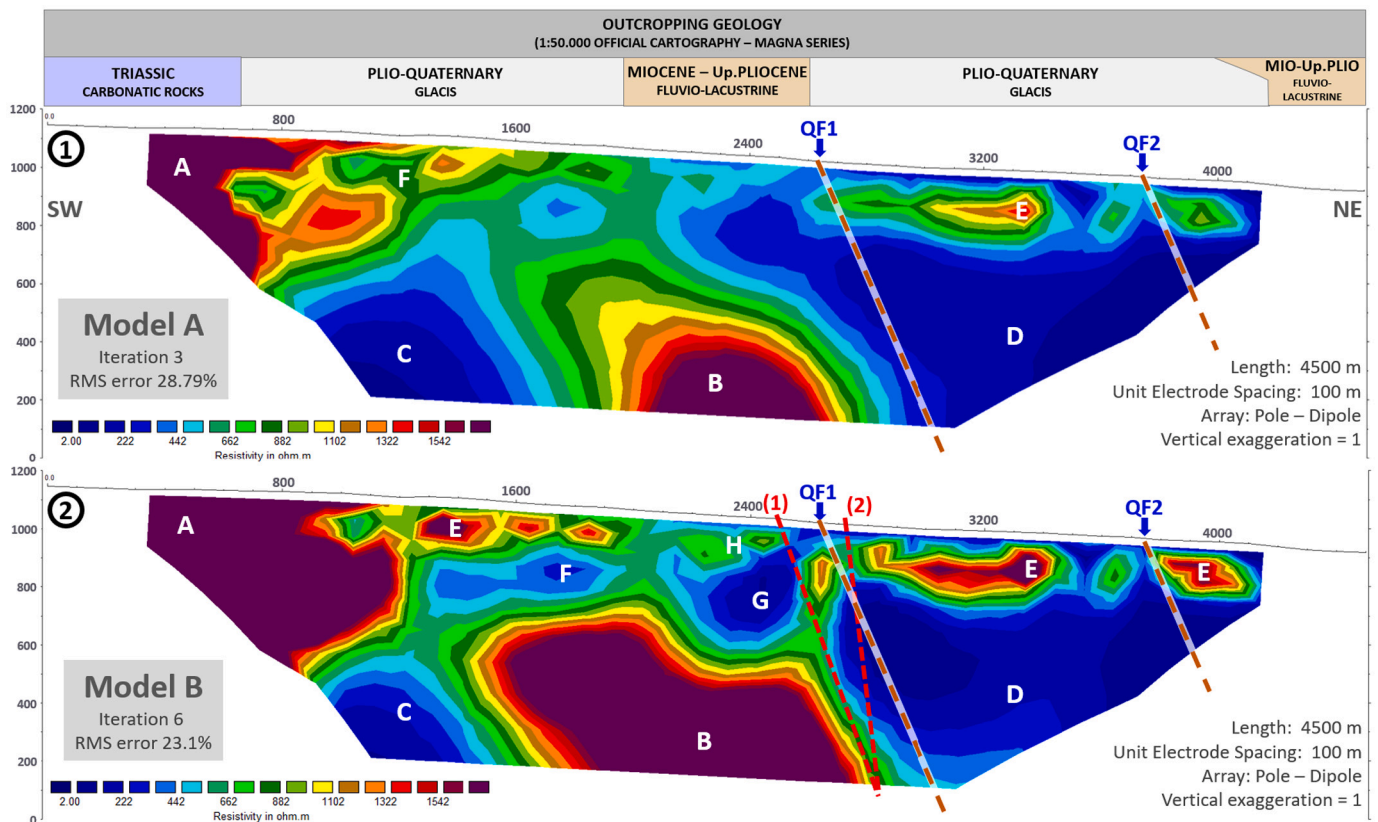 OUTCROPPING GEOLOGY
(1:50.000 OFFICIAL CARTOGRAPHY – MAGNA SERIES)
TRIASSIC
CARBONATIC ROCKS
PLIO-QUATERNARY
GLACIS
MIOCENE – Up.PLIOCENE
FLUVIO-LACUSTRINE
PLIO-QUATERNARY
GLACIS
MIO-Up.PLIO
FLUVIO-
LACUSTRINE
1200
1000
800
600
400
200
0
0.0
800
1600
2400
3200
4000
1
SW
NE
QF1
QF2
A
F
E
C
B
D
Model A
Iteration 3
RMS error 28.79%
2.00 222 442 662 882 1102 1322 1542
Resistivity in ohm.m
Length: 4500 m
Unit Electrode Spacing: 100 m
Array: Pole – Dipole
Vertical exaggeration = 1
1200
1000
800
600
400
200
0
0.0
800
1600
2400
3200
4000
2
(1)
QF1
(2)
QF2
A
E
H
F
G
E
E
C
B
D
Model B
Iteration 6
RMS error 23.1%
2.00 222 442 662 882 1102 1322 1542
Resistivity in ohm.m
Length: 4500 m
Unit Electrode Spacing: 100 m
Array: Pole – Dipole
Vertical exaggeration = 1